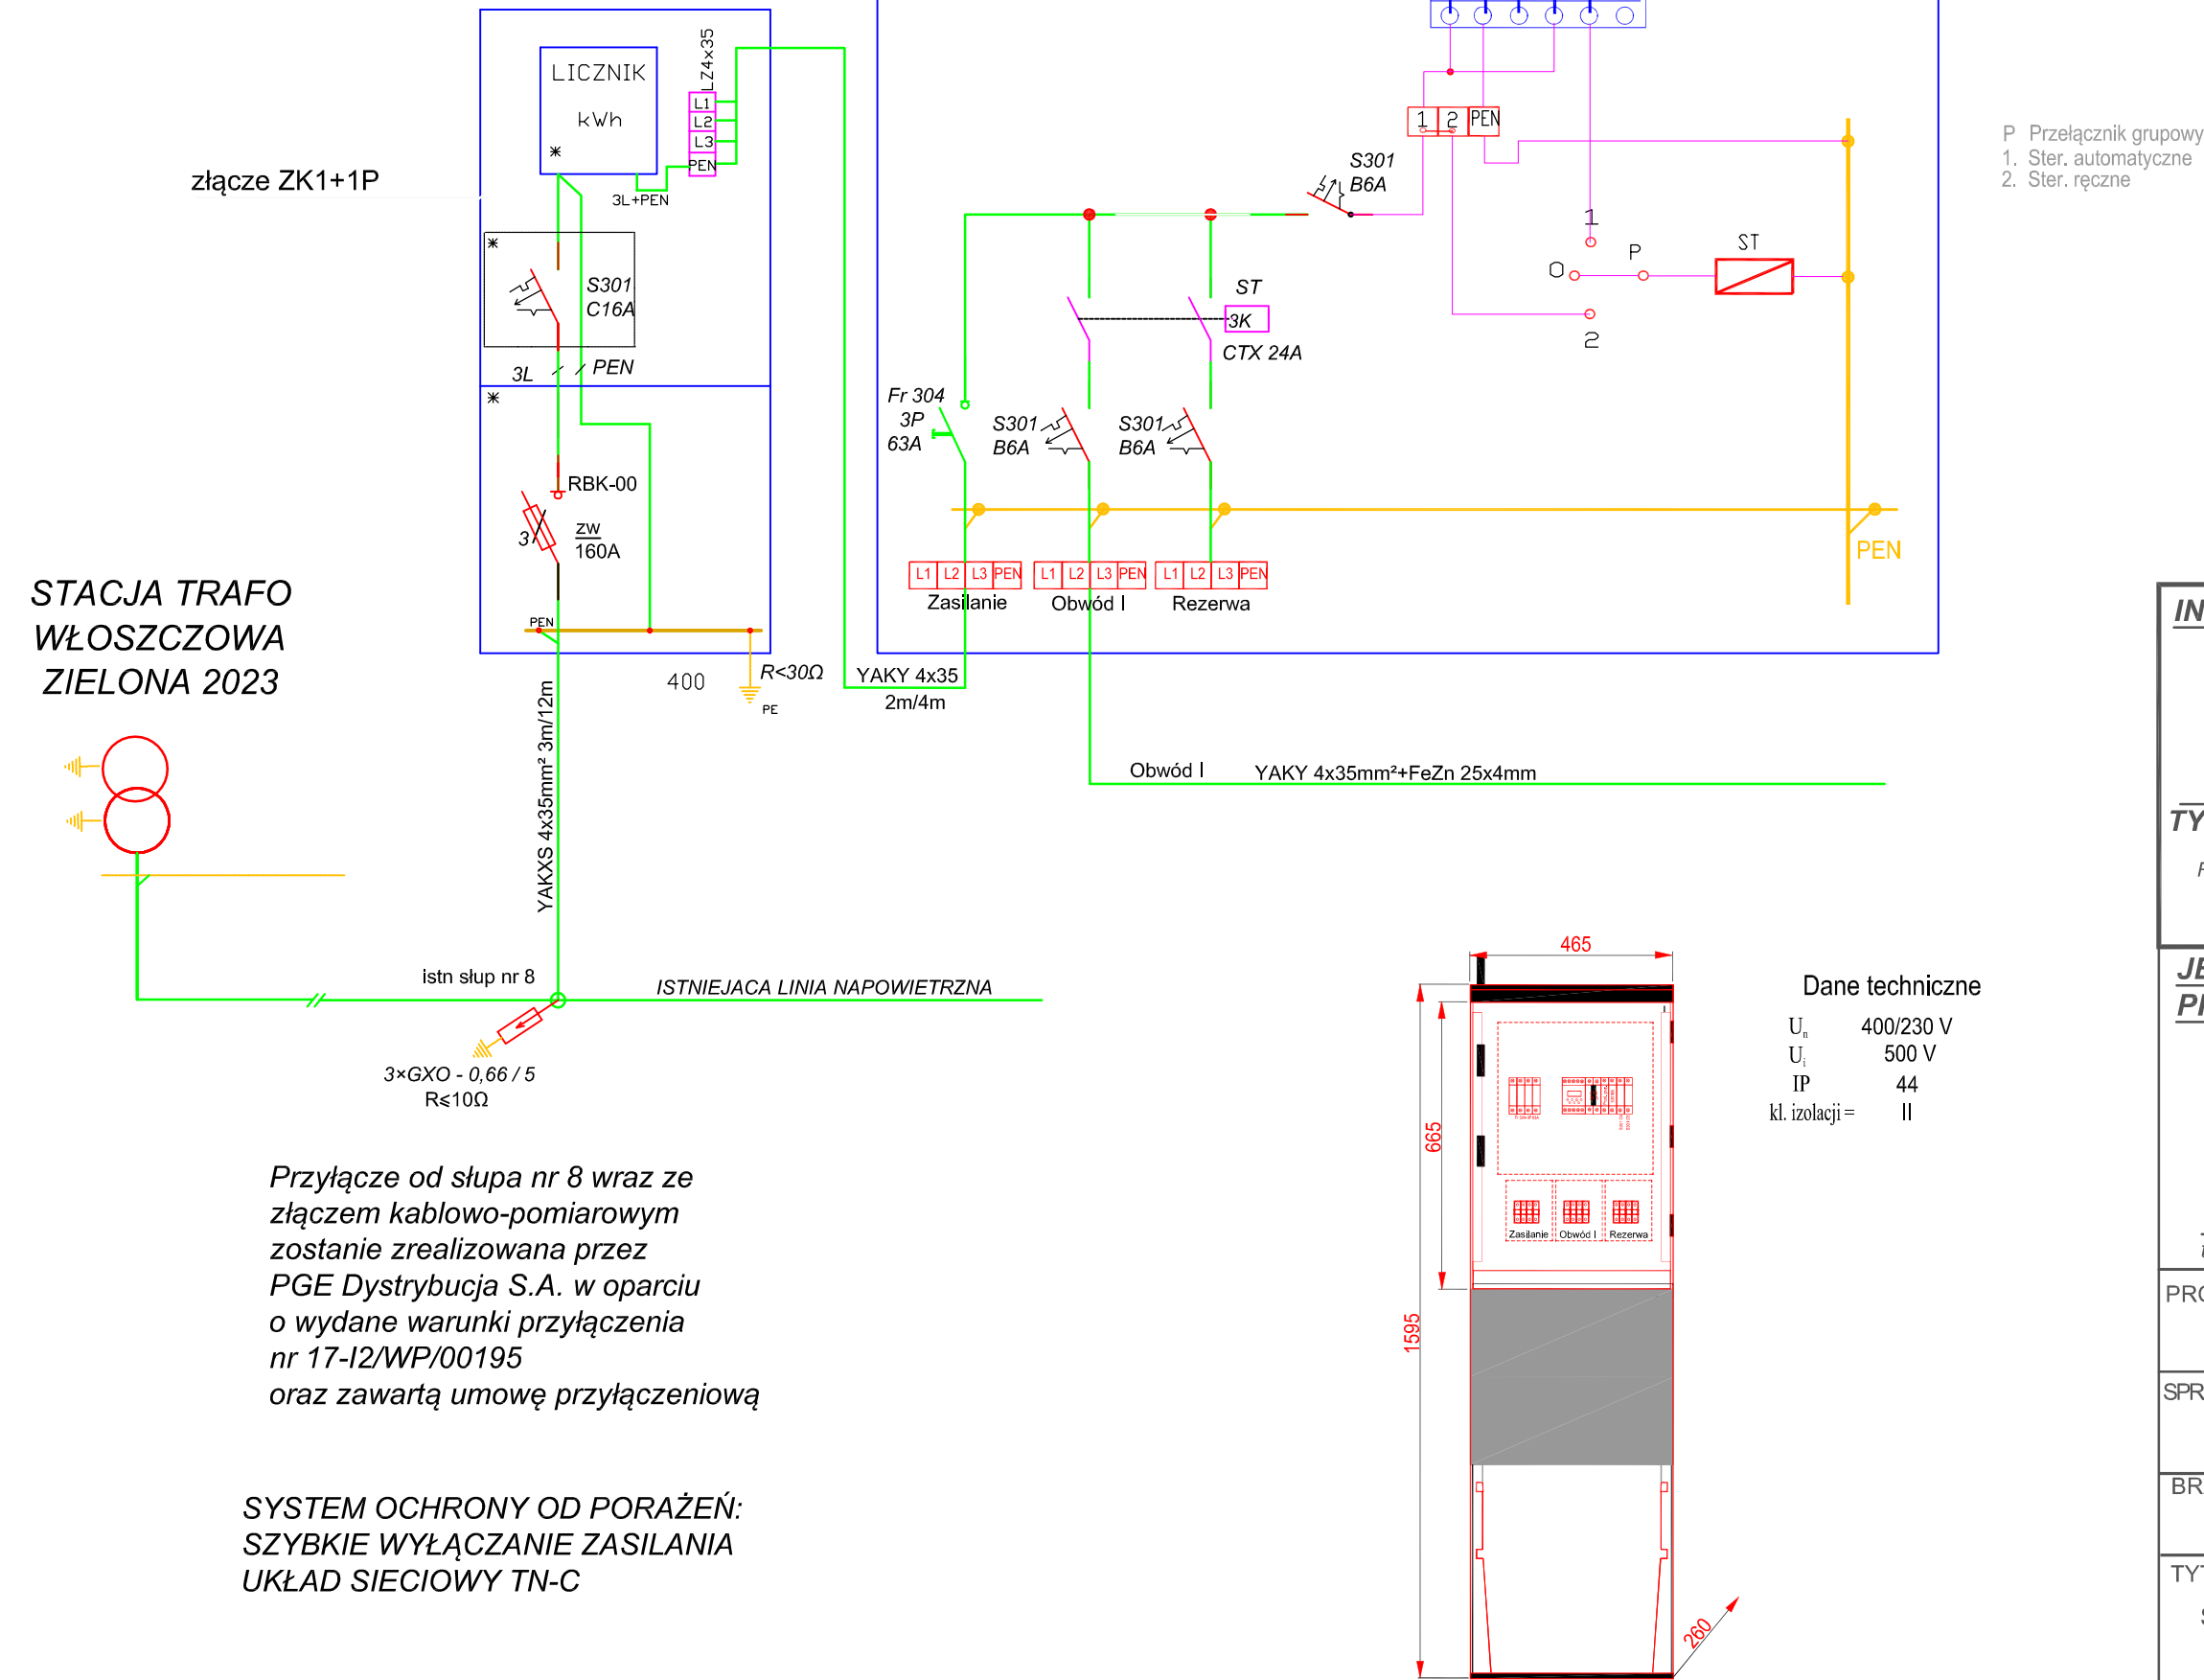 LICZNIK
kWh
*
LZ4x35
L1
L2
L3
PEN
3L+PEN
złącze ZK1+1P
*
S301
C16A
3L
PEN
*
RBK-00
3
zw
160A
PEN
400
R<30Ω
PE
YAKY 4x35
2m/4m
YAKXS 4x35mm² 3m/12m
STACJA TRAFO
WŁOSZCZOWA
ZIELONA 2023
istn słup nr 8
ISTNIEJACA LINIA NAPOWIETRZNA
3×GXO - 0,66 / 5
R⩽10Ω
1 2 PEN
S301
B6A
ST
3K
CTX 24A
Fr 304
3P
63A
S301
B6A
S301
B6A
1
O
P
ST
2
PEN
L1 L2 L3 PEN
Zasilanie
L1 L2 L3 PEN
Obwód I
L1 L2 L3 PEN
Rezerwa
Obwód I
YAKY 4x35mm²+FeZn 25x4mm
P Przełącznik grupowy
1. Ster. automatyczne
2. Ster. ręczne
Przyłącze od słupa nr 8 wraz ze
złączem kablowo-pomiarowym
zostanie zrealizowana przez
PGE Dystrybucja S.A. w oparciu
o wydane warunki przyłączenia
nr 17-I2/WP/00195
oraz zawartą umowę przyłączeniową
SYSTEM OCHRONY OD PORAŻEŃ:
SZYBKIE WYŁĄCZANIE ZASILANIA
UKŁAD SIECIOWY TN-C
465
665
1595
260
Zasilanie
Obwód I
Rezerwa
Dane techniczne
Un 400/230 V
Ui 500 V
IP 44
kl. izolacji = II
IN
TY
JE
PR
SPR
BR
TY